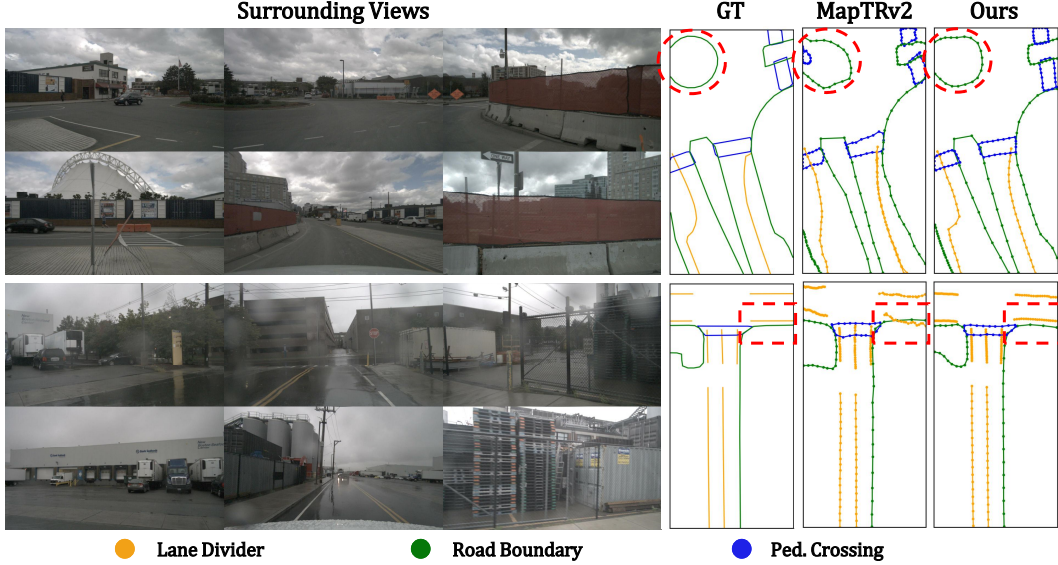 Surrounding Views
GT
MapTRv2
Ours
Lane Divider
Road Boundary
Ped. Crossing